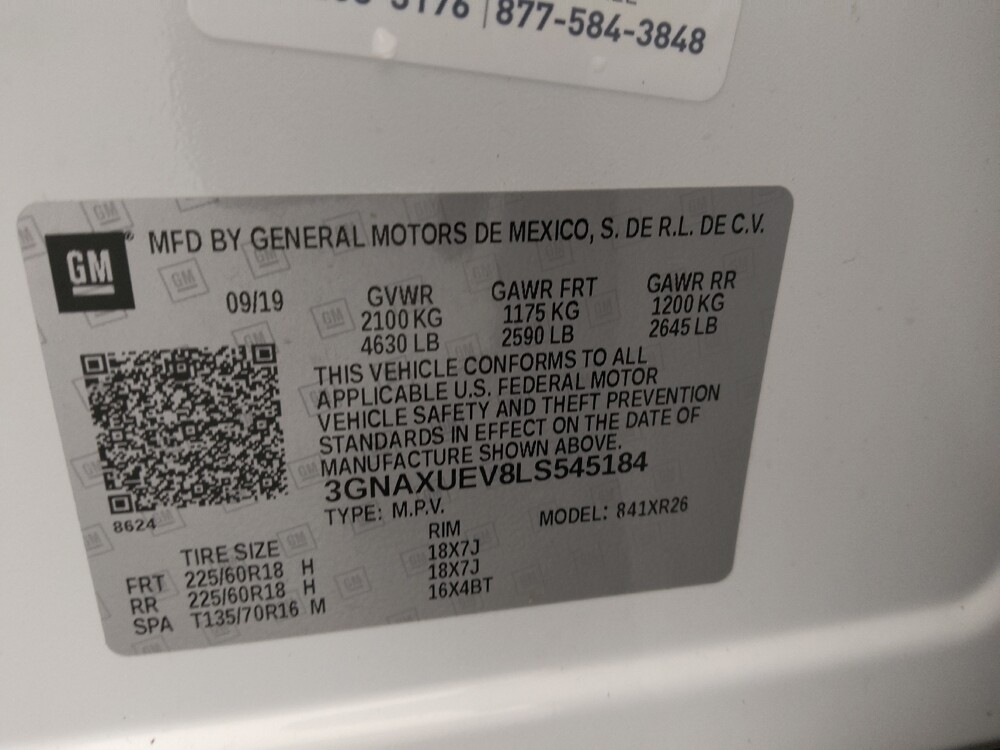 5176 | 877-584-3848
GM
MFD BY GENERAL MOTORS DE MEXICO, S. DE R.L. DE C.V.
09/19 GVWR GAWR FRT GAWR RR
2100 KG 1175 KG 1200 KG
4630 LB 2590 LB 2645 LB
THIS VEHICLE CONFORMS TO ALL
APPLICABLE U.S. FEDERAL MOTOR
VEHICLE SAFETY AND THEFT PREVENTION
STANDARDS IN EFFECT ON THE DATE OF
MANUFACTURE SHOWN ABOVE.
3GNAXUEV8LS545184
8624
TYPE: M.P.V. MODEL: 841XR26
TIRE SIZE RIM
FRT 225/60R18 H 18X7J
RR 225/60R18 H 18X7J
SPA T135/70R16 M 16X4BT